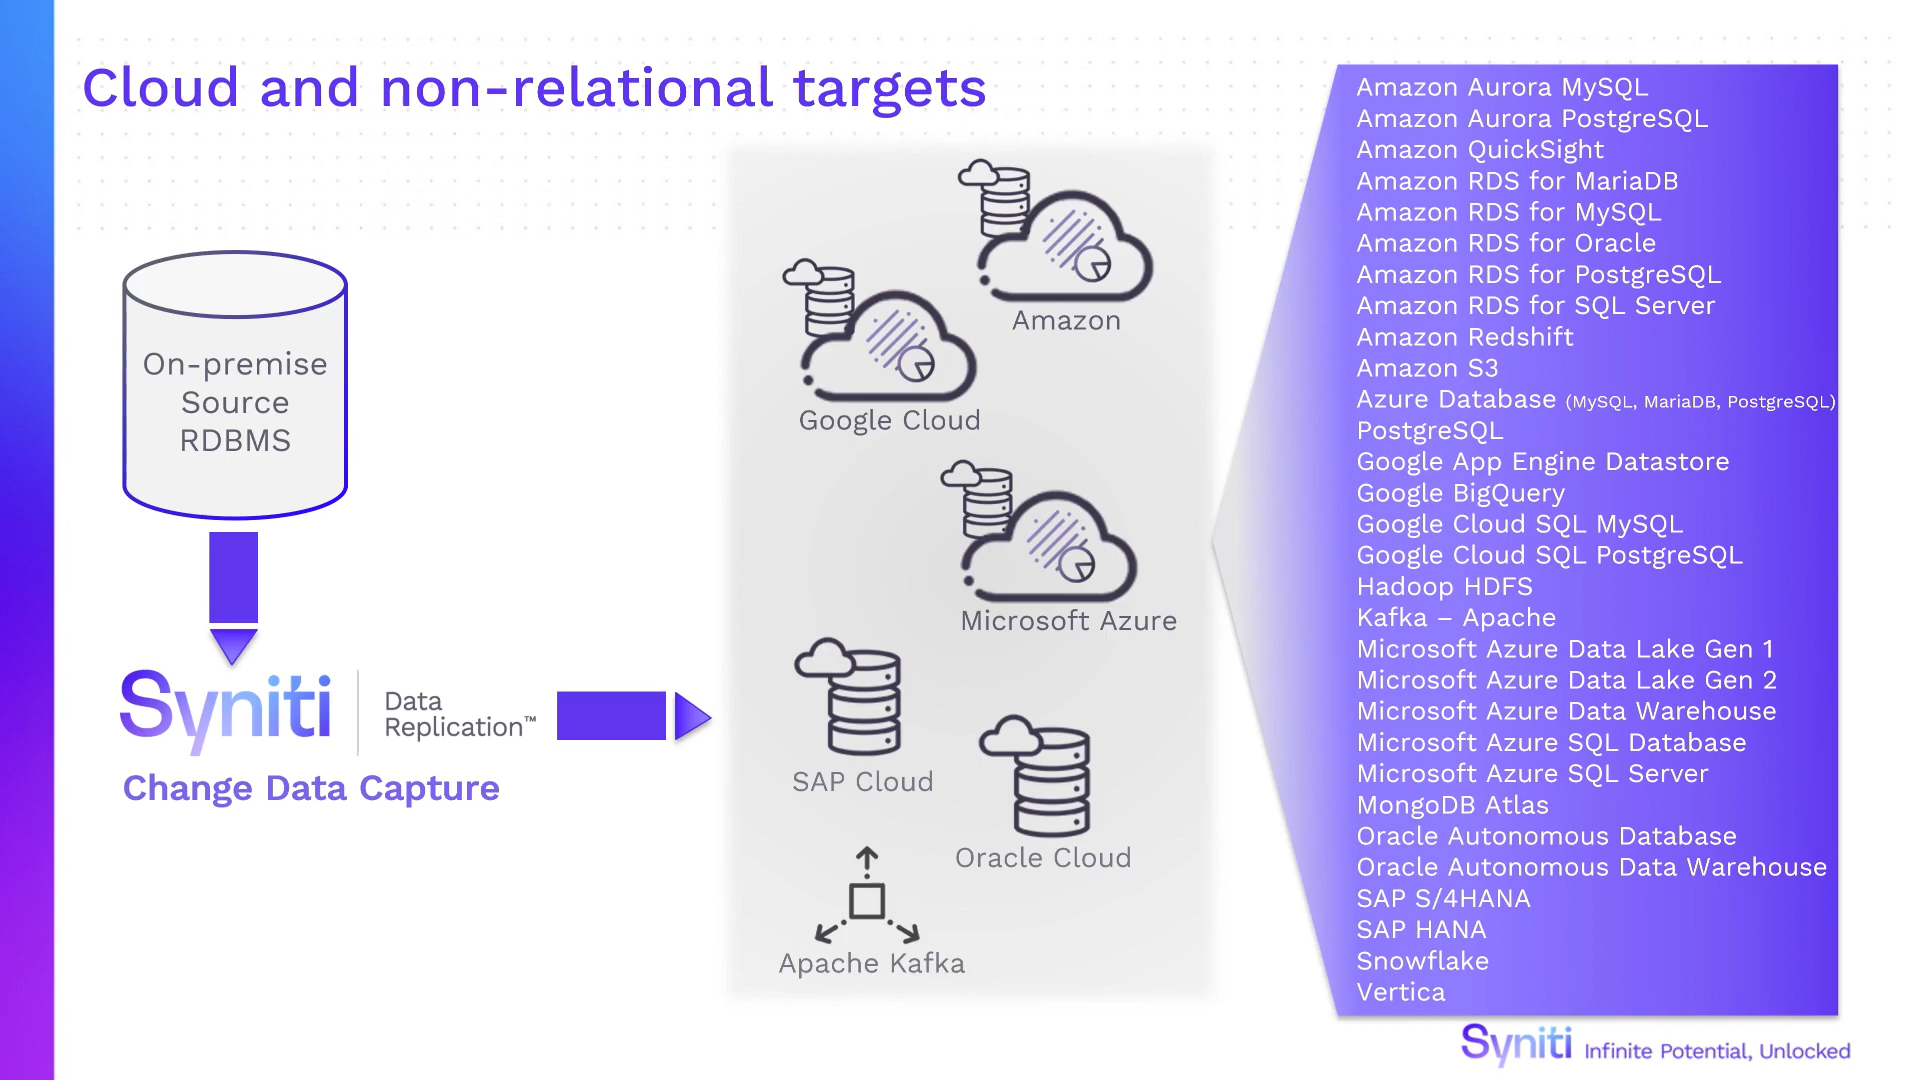 Cloud and non-relational targets
On-premise
Source
RDBMS
Syniti
Data
Replication™
Change Data Capture
Amazon
Google Cloud
Microsoft Azure
SAP Cloud
Oracle Cloud
Apache Kafka
Amazon Aurora MySQL
Amazon Aurora PostgreSQL
Amazon QuickSight
Amazon RDS for MariaDB
Amazon RDS for MySQL
Amazon RDS for Oracle
Amazon RDS for PostgreSQL
Amazon RDS for SQL Server
Amazon Redshift
Amazon S3
Azure Database (MySQL, MariaDB, PostgreSQL)
PostgreSQL
Google App Engine Datastore
Google BigQuery
Google Cloud SQL MySQL
Google Cloud SQL PostgreSQL
Hadoop HDFS
Kafka – Apache
Microsoft Azure Data Lake Gen 1
Microsoft Azure Data Lake Gen 2
Microsoft Azure Data Warehouse
Microsoft Azure SQL Database
Microsoft Azure SQL Server
MongoDB Atlas
Oracle Autonomous Database
Oracle Autonomous Data Warehouse
SAP S/4HANA
SAP HANA
Snowflake
Vertica
Syniti Infinite Potential, Unlocked